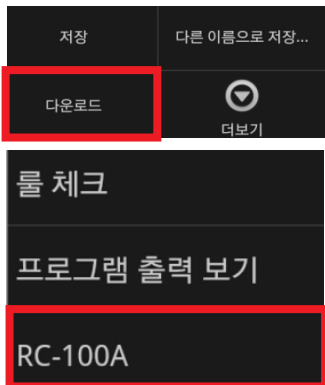 저장
다른 이름으로 저장...
다운로드
더보기
룰 체크
프로그램 출력 보기
RC-100A